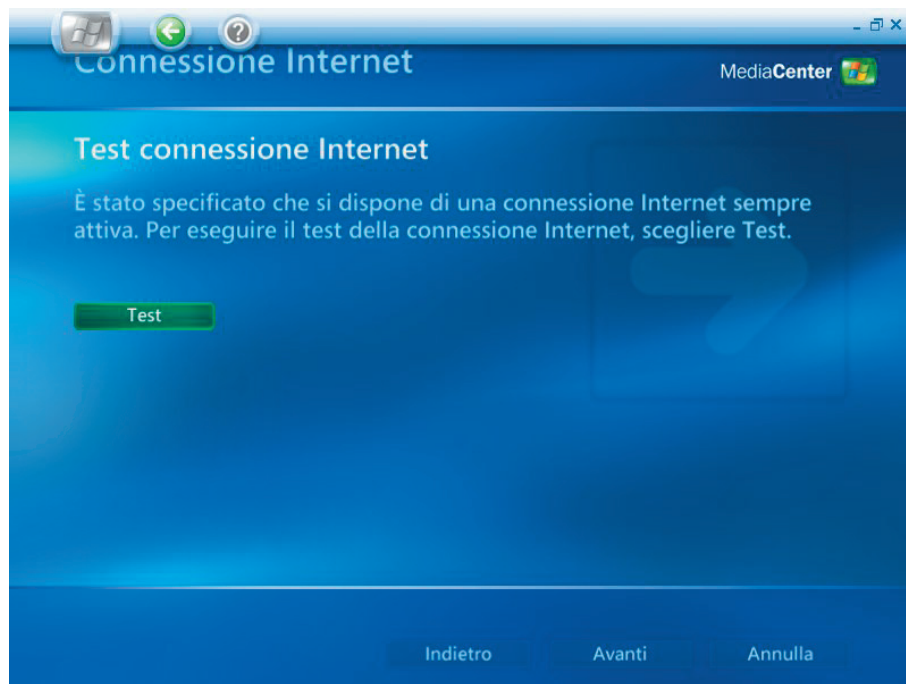 Connessione Internet
MediaCenter
Test connessione Internet
È stato specificato che si dispone di una connessione Internet sempre
attiva. Per eseguire il test della connessione Internet, scegliere Test.
Test
Indietro Avanti Annulla